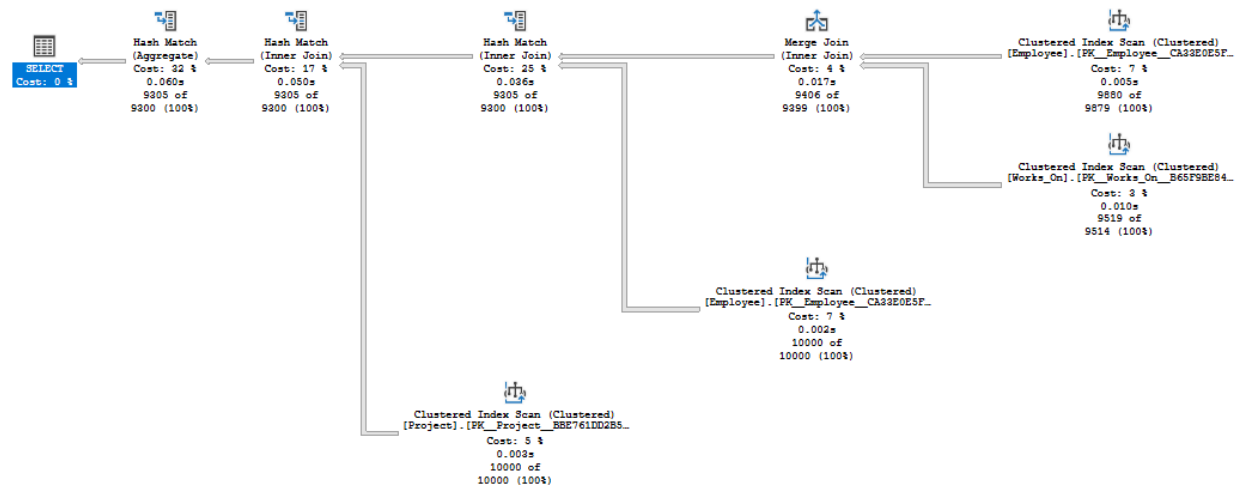 SELECT
Cost: 0 %
Hash Match
(Aggregate)
Cost: 32 %
0.060s
9305 of
9300 (100%)
Hash Match
(Inner Join)
Cost: 17 %
0.050s
9305 of
9300 (100%)
Hash Match
(Inner Join)
Cost: 25 %
0.036s
9305 of
9300 (100%)
Merge Join
(Inner Join)
Cost: 4 %
0.017s
9406 of
9399 (100%)
Clustered Index Scan (Clustered)
[Employee].[PK__Employee__CA33E0E5F…
Cost: 7 %
0.005s
9880 of
9879 (100%)
Clustered Index Scan (Clustered)
[Works_On].[PK__Works_On__B65F9BE84…
Cost: 3 %
0.010s
9519 of
9514 (100%)
Clustered Index Scan (Clustered)
[Employee].[PK__Employee__CA33E0E5F…
Cost: 7 %
0.002s
10000 of
10000 (100%)
Clustered Index Scan (Clustered)
[Project].[PK__Project__BBE761DD2B5…
Cost: 5 %
0.003s
10000 of
10000 (100%)